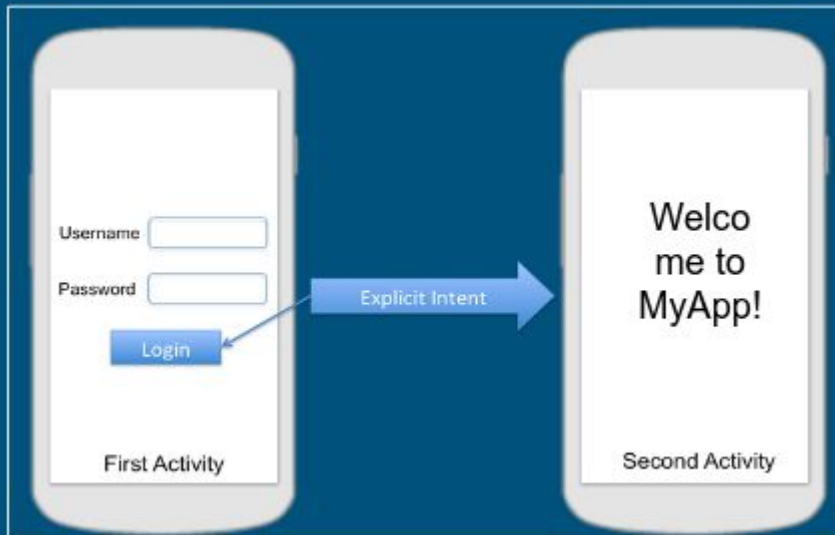 Username
Password
Login
First Activity
Explicit Intent
Welco
me to
MyApp!
Second Activity